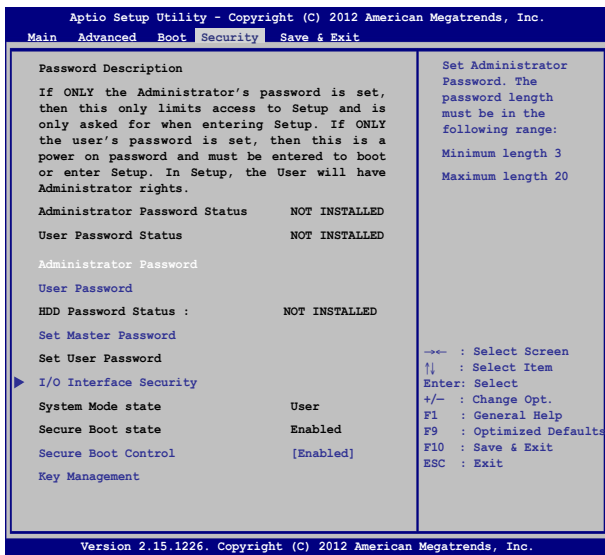 Aptio Setup Utility - Copyright (C) 2012 American Megatrends, Inc.
Main Advanced Boot Security Save & Exit
Password Description
If ONLY the Administrator's password is set,
then this only limits access to Setup and is
only asked for when entering Setup. If ONLY
the user's password is set, then this is a
power on password and must be entered to boot
or enter Setup. In Setup, the User will have
Administrator rights.
Administrator Password Status NOT INSTALLED
User Password Status NOT INSTALLED
Administrator Password
User Password
HDD Password Status : NOT INSTALLED
Set Master Password
Set User Password
I/O Interface Security
System Mode state User
Secure Boot state Enabled
Secure Boot Control [Enabled]
Key Management
Set Administrator
Password. The
password length
must be in the
following range:
Minimum length 3
Maximum length 20
→← : Select Screen
↑↓ : Select Item
Enter: Select
+/— : Change Opt.
F1 : General Help
F9 : Optimized Defaults
F10 : Save & Exit
ESC : Exit
Version 2.15.1226. Copyright (C) 2012 American Megatrends, Inc.